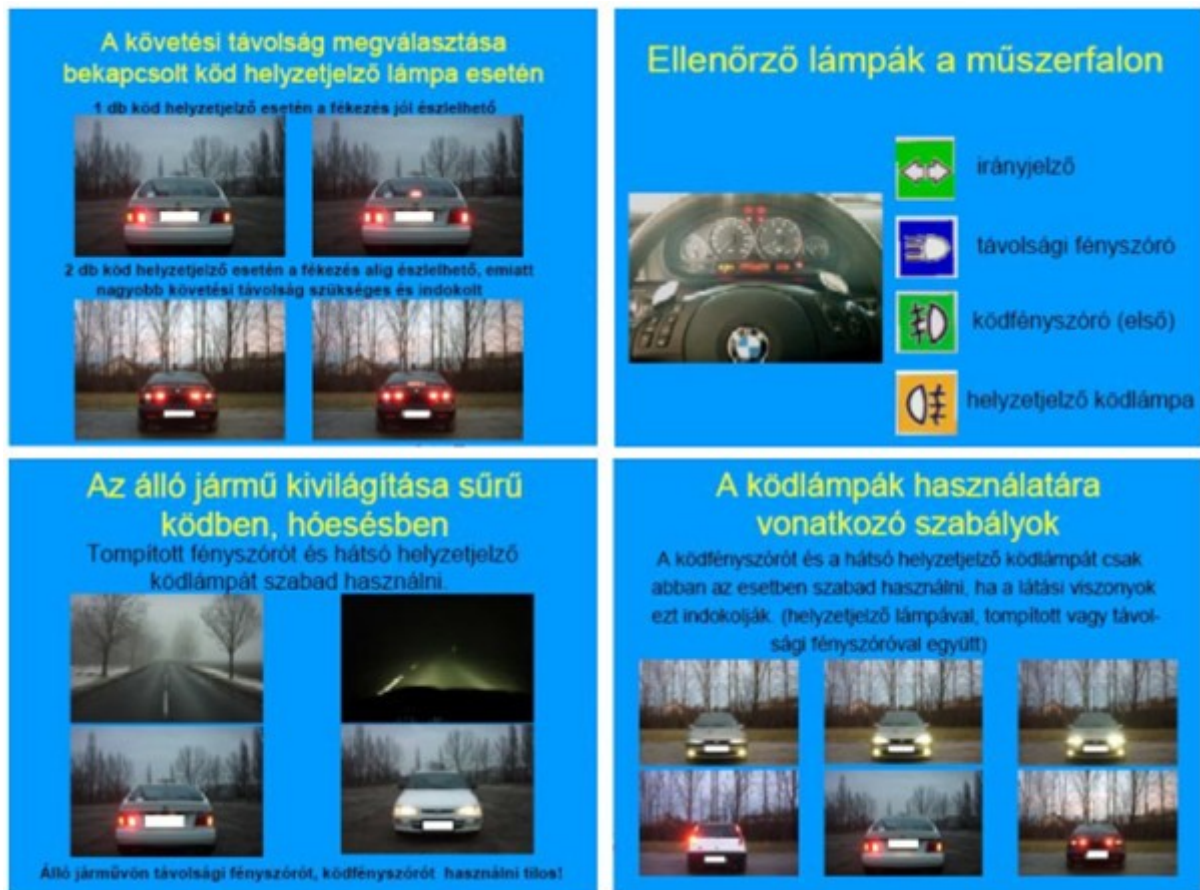 A követési távolság megválasztása
bekapcsolt köd helyzetjelző lámpa esetén
1 db köd helyzetjelző esetén a fékezés jól észlelhető
2 db köd helyzetjelző esetén a fékezés alig észlelhető, emiatt
nagyobb követési távolság szükséges és indokolt
Ellenőrző lámpák a műszerfalon
irányjelző
távolsági fényszóró
ködfényszóró (első)
helyzetjelző ködlámpa
Az álló jármű kivilágítása sűrű
ködben, hóesésben
Tompított fényszórót és hátsó helyzetjelző
ködlámpát szabad használni.
Álló járművön távolsági fényszórót, ködfényszórót használni tilos!
A ködlámpák használatára
vonatkozó szabályok
A ködfényszórót és a hátsó helyzetjelző ködlámpát csak
abban az esetben szabad használni, ha a látási viszonyok
ezt indokolják. (helyzetjelző lámpával, tompított vagy távol-
sági fényszóróval együtt)